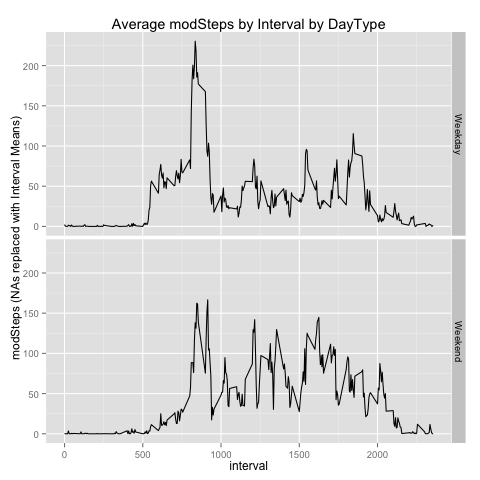 Average modSteps by Interval by DayType
modSteps (NAs replaced with Interval Means)
200
150
100
50
0
Weekday
200
150
100
50
0
Weekend
0 500 1000 1500 2000
interval